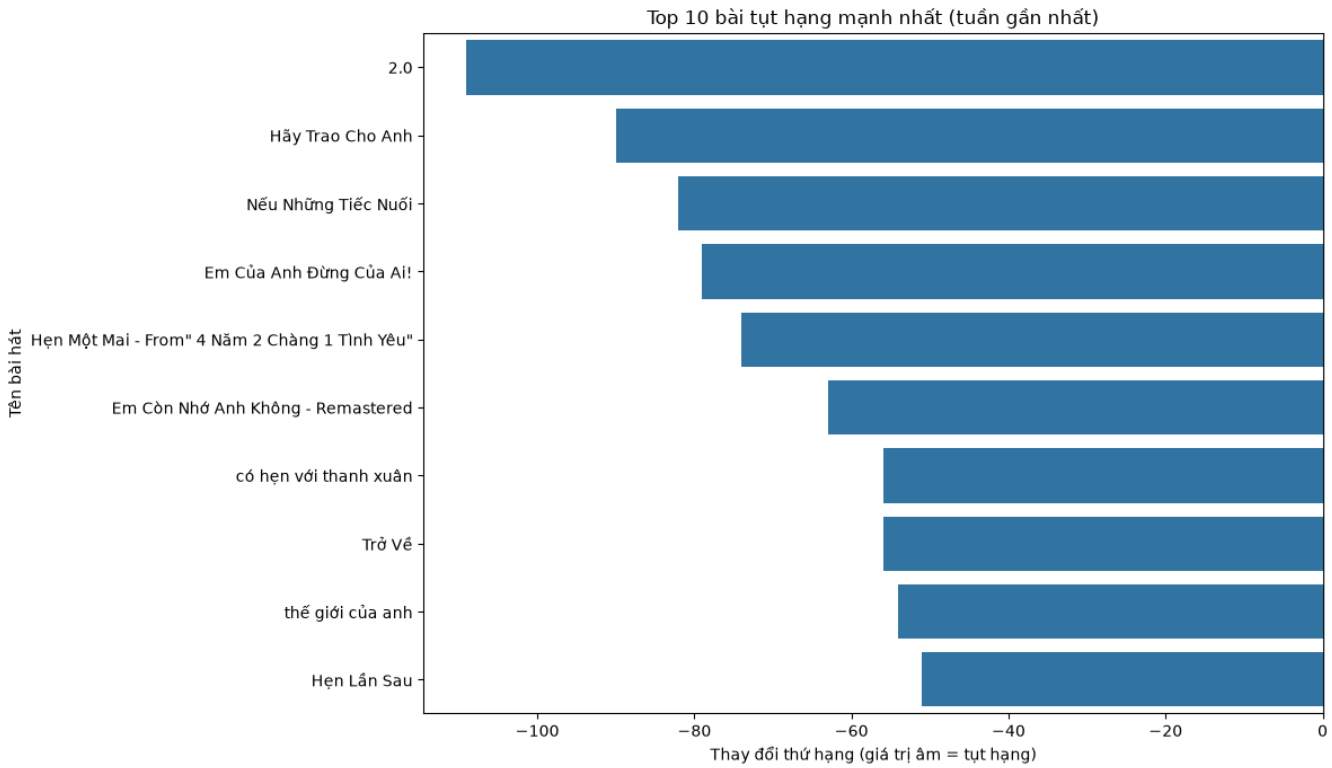 Top 10 bài tụt hạng mạnh nhất (tuần gần nhất)
Tên bài hát
2.0
Hãy Trao Cho Anh
Nếu Những Tiếc Nuối
Em Của Anh Đừng Của Ai!
Hẹn Một Mai - From" 4 Năm 2 Chàng 1 Tình Yêu"
Em Còn Nhớ Anh Không - Remastered
có hẹn với thanh xuân
Trở Về
thế giới của anh
Hẹn Lần Sau
−100 −80 −60 −40 −20 0
Thay đổi thứ hạng (giá trị âm = tụt hạng)